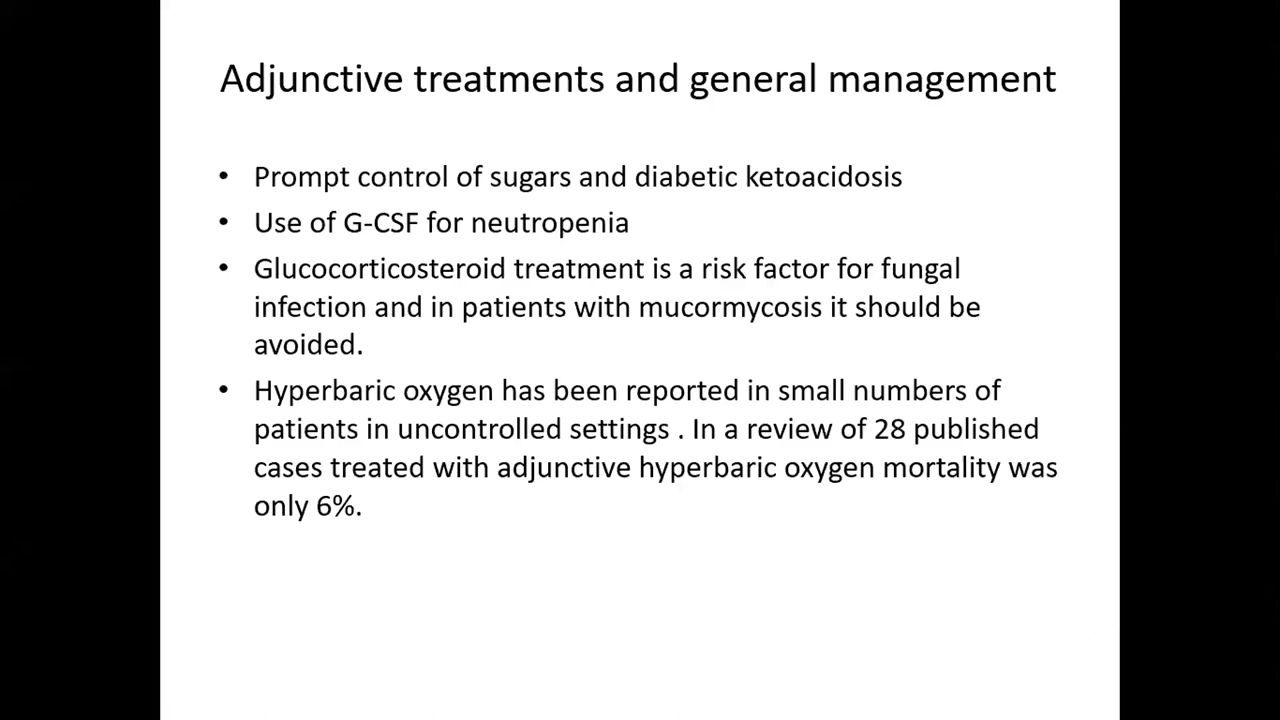 Adjunctive treatments and general management
• Prompt control of sugars and diabetic ketoacidosis
• Use of G-CSF for neutropenia
• Glucocorticosteroid treatment is a risk factor for fungal
infection and in patients with mucormycosis it should be
avoided.
• Hyperbaric oxygen has been reported in small numbers of
patients in uncontrolled settings . In a review of 28 published
cases treated with adjunctive hyperbaric oxygen mortality was
only 6%.